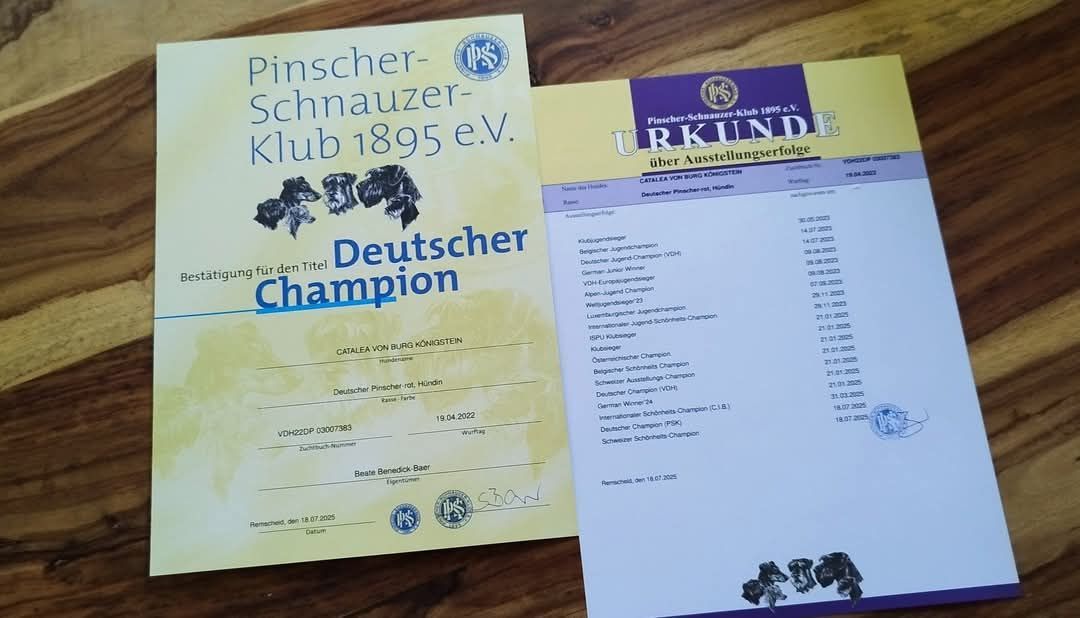 Pinscher-
Schnauzer-
Klub 1895 e.V.
Bestätigung für den Titel Deutscher
Champion
CATALEA VON BURG KÖNIGSTEIN
Hundename
Deutscher Pinscher-rot, Hündin
Rasse - Farbe
VDH22DP 03007383 19.04.2022
Zuchtbuch-Nummer Wurftag
Beate Benedick-Baer
Eigentümer
Remscheid, den 18.07.2025
Datum
Pinscher-Schnauzer-Klub 1895 e.V.
URKUNDE
über Ausstellungserfolge
Name des Hundes: CATALEA VON BURG KÖNIGSTEIN Zuchtbuch-Nr. VDH22DP 03007383
Rasse: Deutscher Pinscher-rot, Hündin Wurftag: 19.04.2022
Ausstellungserfolge: nachgewiesen am:
Klubjugendsieger 30.05.2023
Belgischer Jugendchampion 14.07.2023
Deutscher Jugend-Champion (VDH) 14.07.2023
German Junior Winner 09.08.2023
VDH-Europajugendsieger 09.08.2023
Alpen-Jugend Champion 09.08.2023
Weltjugendsieger'23 07.09.2023
Luxemburgischer Jugendchampion 29.11.2023
Internationaler Jugend-Schönheits-Champion 29.11.2023
ISPU Klubsieger 21.01.2025
Klubsieger 21.01.2025
Österreichischer Champion 21.01.2025
Belgischer Schönheits Champion 21.01.2025
Schweizer Ausstellungs-Champion 21.01.2025
Deutscher Champion (VDH) 21.01.2025
German Winner'24 21.01.2025
Internationaler Schönheits-Champion (C.I.B.) 31.03.2025
Deutscher Champion (PSK) 18.07.2025
Schweizer Schönheits-Champion 18.07.2025
Remscheid, den 18.07.2025